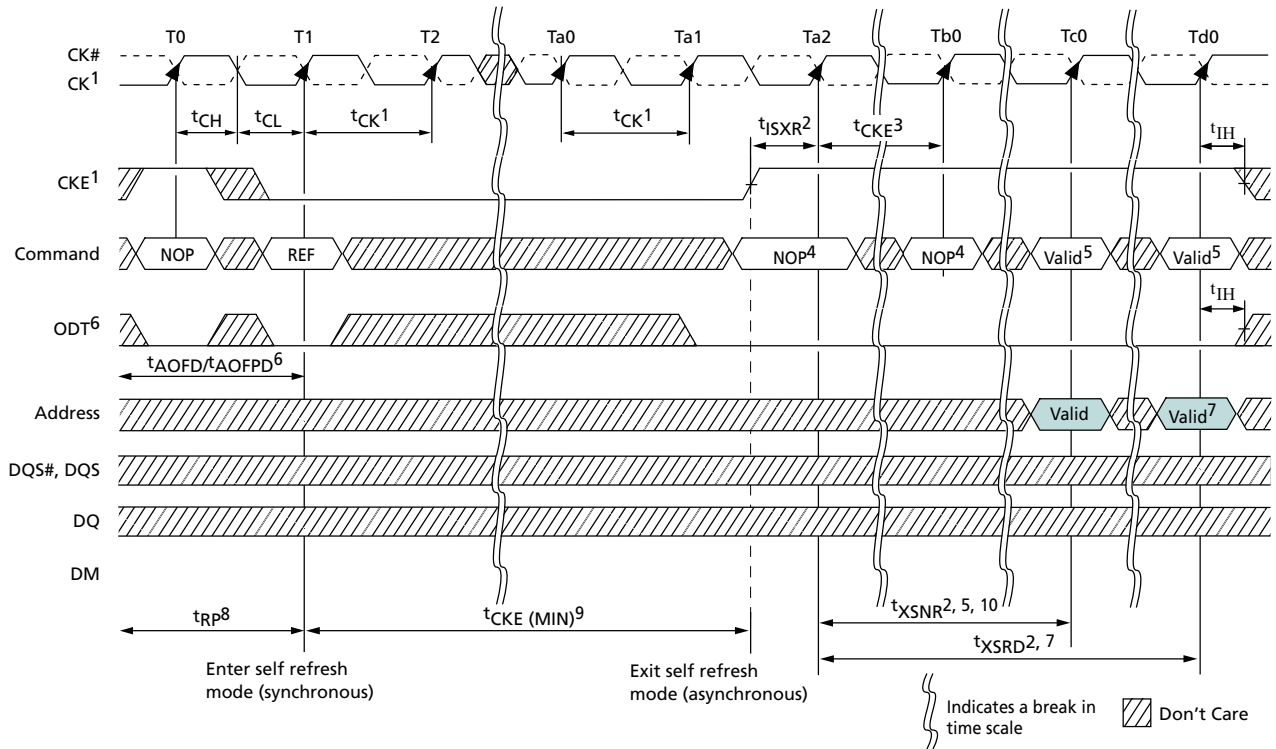 T0 T1 T2 Ta0 Ta1 Ta2 Tb0 Tc0 Td0
CK#
CK1
tCH tCL tCK1 tCK1 tISXR2 tCKE3 tIH
CKE1
Command NOP REF NOP4 NOP4 Valid5 Valid5
tIH
ODT6
tAOFD/tAOFPD6
Address Valid Valid7
DQS#, DQS
DQ
DM
tRP8 tCKE (MIN)9 tXSNR2, 5, 10
tXSRD2, 7
Enter self refresh
mode (synchronous)
Exit self refresh
mode (asynchronous)
Indicates a break in
time scale
Don't Care